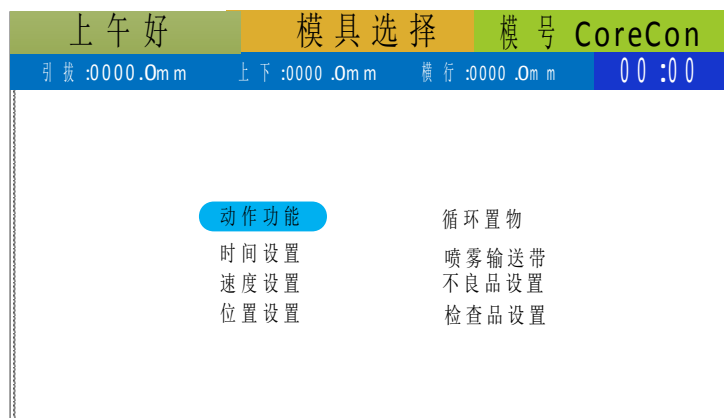 上午好 模具选择 模号 CoreCon
引拔:0000.0mm 上下:0000.0mm 横行:0000.0mm 00:00
动作功能 循环置物
时间设置 喷雾输送带
速度设置 不良品设置
位置设置 检查品设置